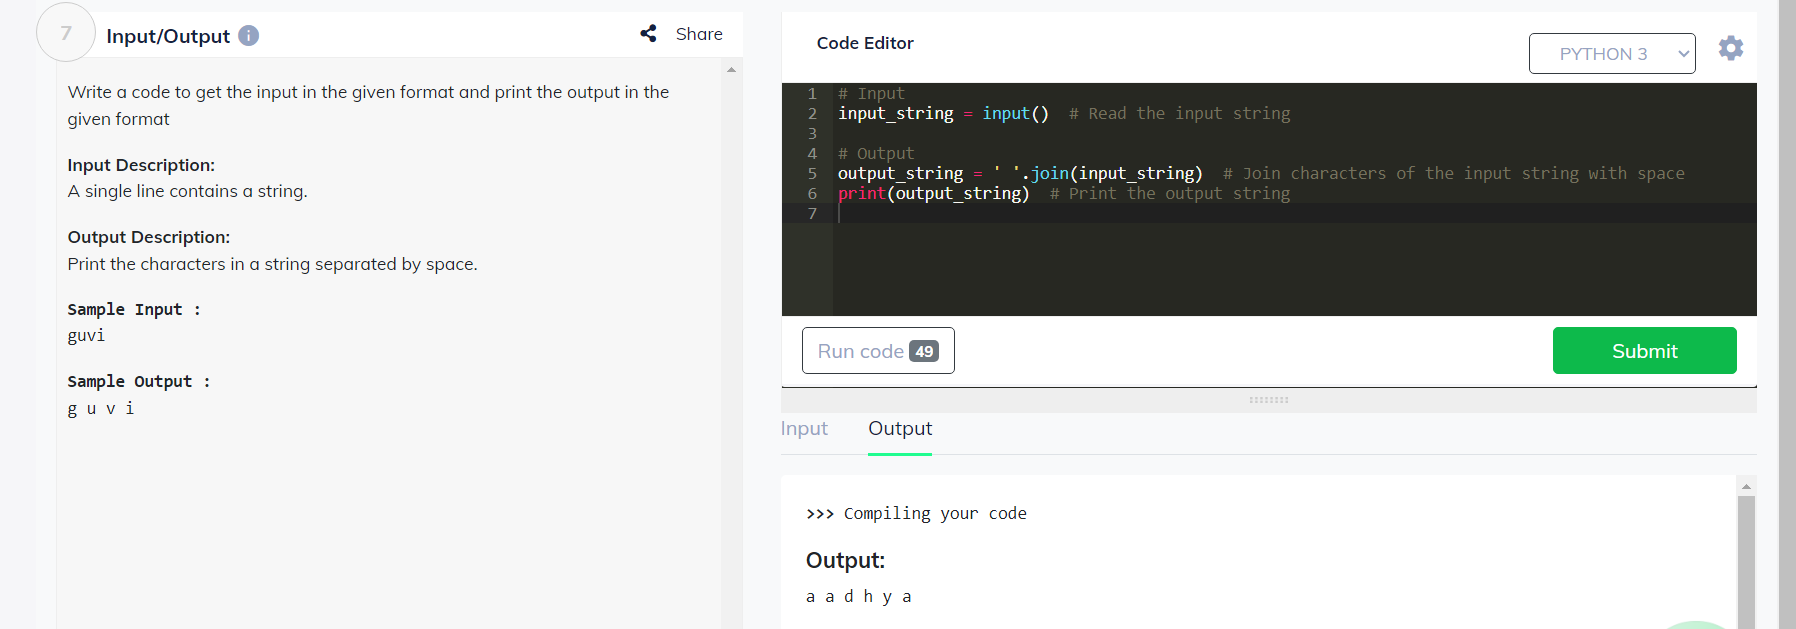 7
Input/Output i
Share
Write a code to get the input in the given format and print the output in the
given format
Input Description:
A single line contains a string.
Output Description:
Print the characters in a string separated by space.
Sample Input :
guvi
Sample Output :
g u v i
Code Editor
PYTHON 3
1 # Input
2 input_string = input()  # Read the input string
3
4 # Output
5 output_string = ' '.join(input_string)  # Join characters of the input string with space
6 print(output_string)  # Print the output string
7
Run code 49
Submit
Input Output
>>> Compiling your code
Output:
a a d h y a